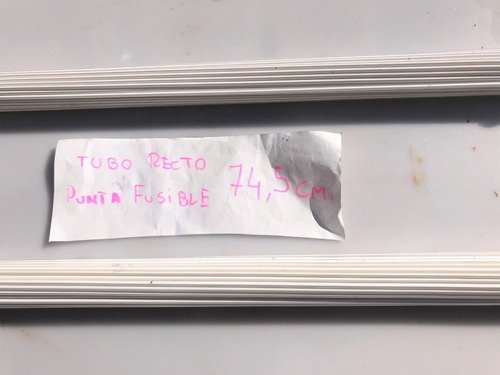 TUBO RECTO
PUNTA FUSIBLE 74,5 CM.